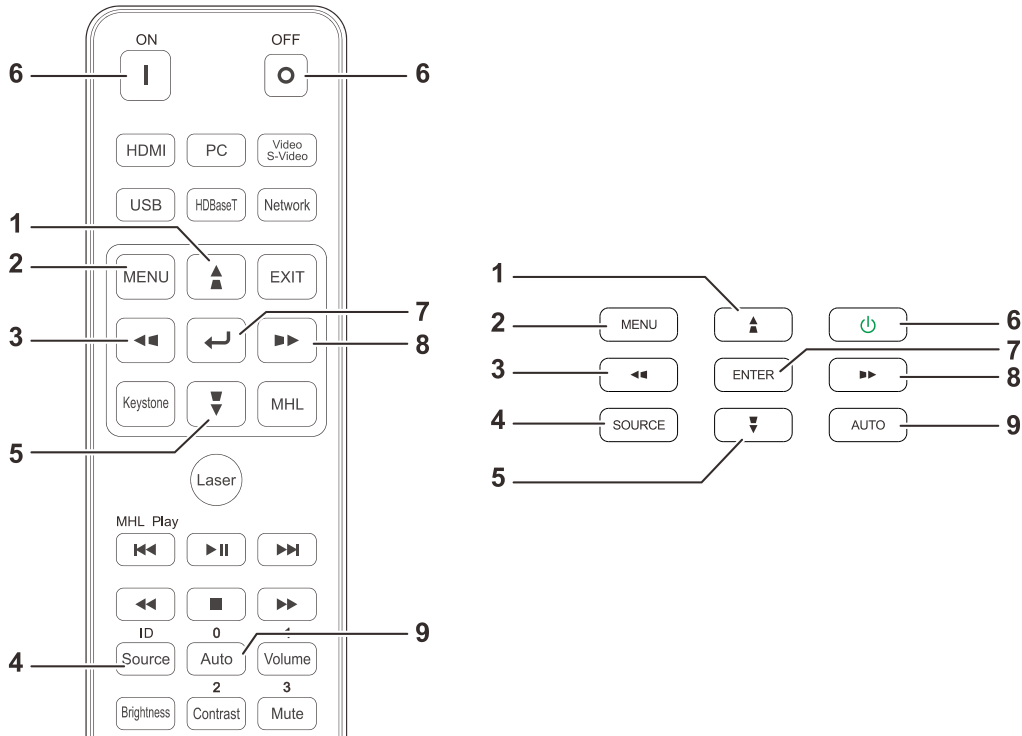 ON OFF
6 6
HDMI PC Video
S-Video
USB HDBaseT Network
1
2 MENU EXIT
7
3 8
Keystone MHL
5
Laser
MHL Play
ID 0
9
4 Source Auto Volume
2 3
Brightness Contrast Mute
1
2 MENU 6
7
3 ENTER 8
4 SOURCE AUTO 9
5